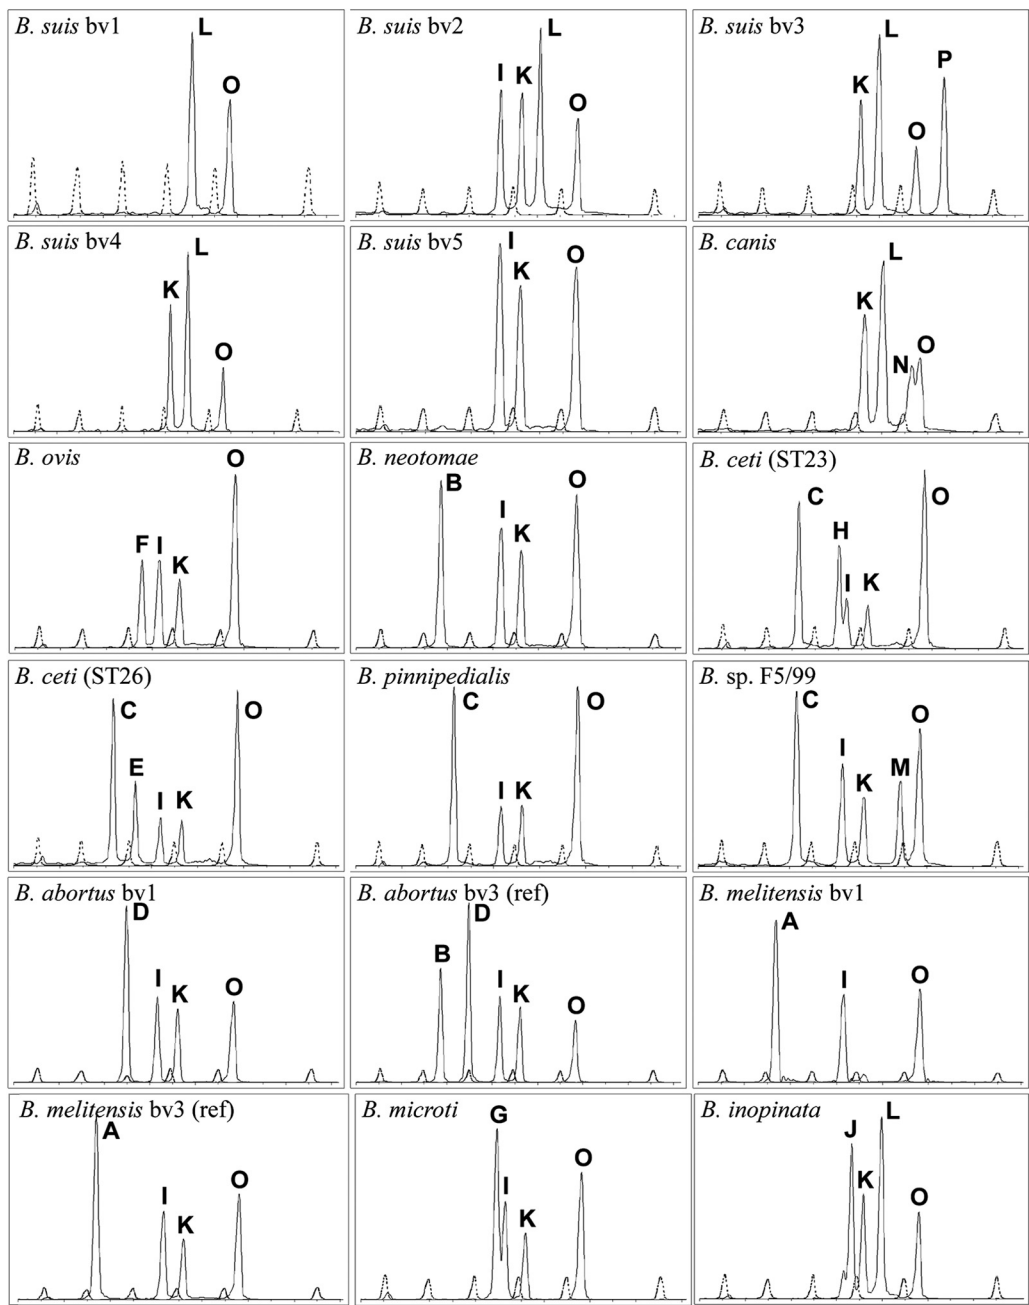 B. suis bv1
L
O
B. suis bv2
I
K
L
O
B. suis bv3
K
L
O
P
B. suis bv4
K
L
O
B. suis bv5
I
K
O
B. canis
K
L
N
O
B. ovis
F
I
K
O
B. neotomae
B
I
K
O
B. ceti (ST23)
C
H
I
K
O
B. ceti (ST26)
C
E
I
K
O
B. pinnipedialis
C
I
K
O
B. sp. F5/99
C
I
K
M
O
B. abortus bv1
D
I
K
O
B. abortus bv3 (ref)
B
D
I
K
O
B. melitensis bv1
A
I
O
B. melitensis bv3 (ref)
A
I
K
O
B. microti
G
I
K
O
B. inopinata
J
K
L
O